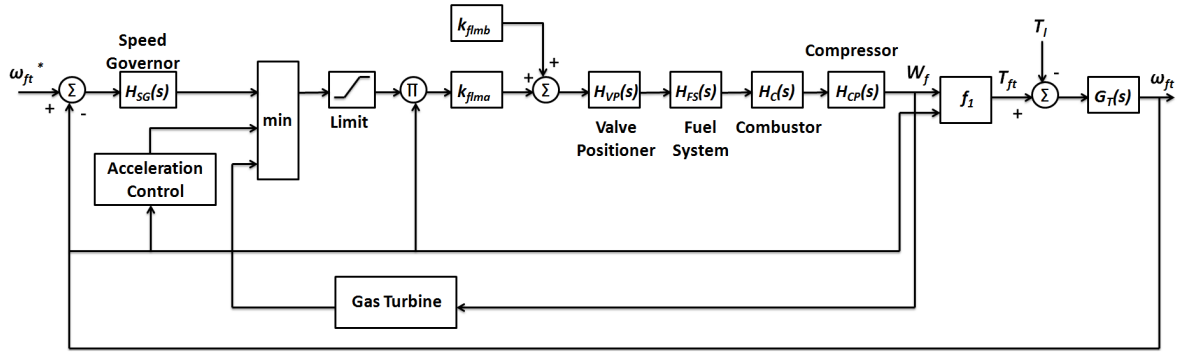 k_flmb
T_l
Speed
Governor
Compressor
ω_ft *
Σ
H_SG(s)
min
Π
k_flma
+
+
Σ
H_VP(s)
H_FS(s)
H_C(s)
H_CP(s)
W_f
f_1
T_ft
-
Σ
+
G_T(s)
ω_ft
+
-
Limit
Valve
Positioner
Fuel
System
Combustor
Acceleration
Control
Gas Turbine